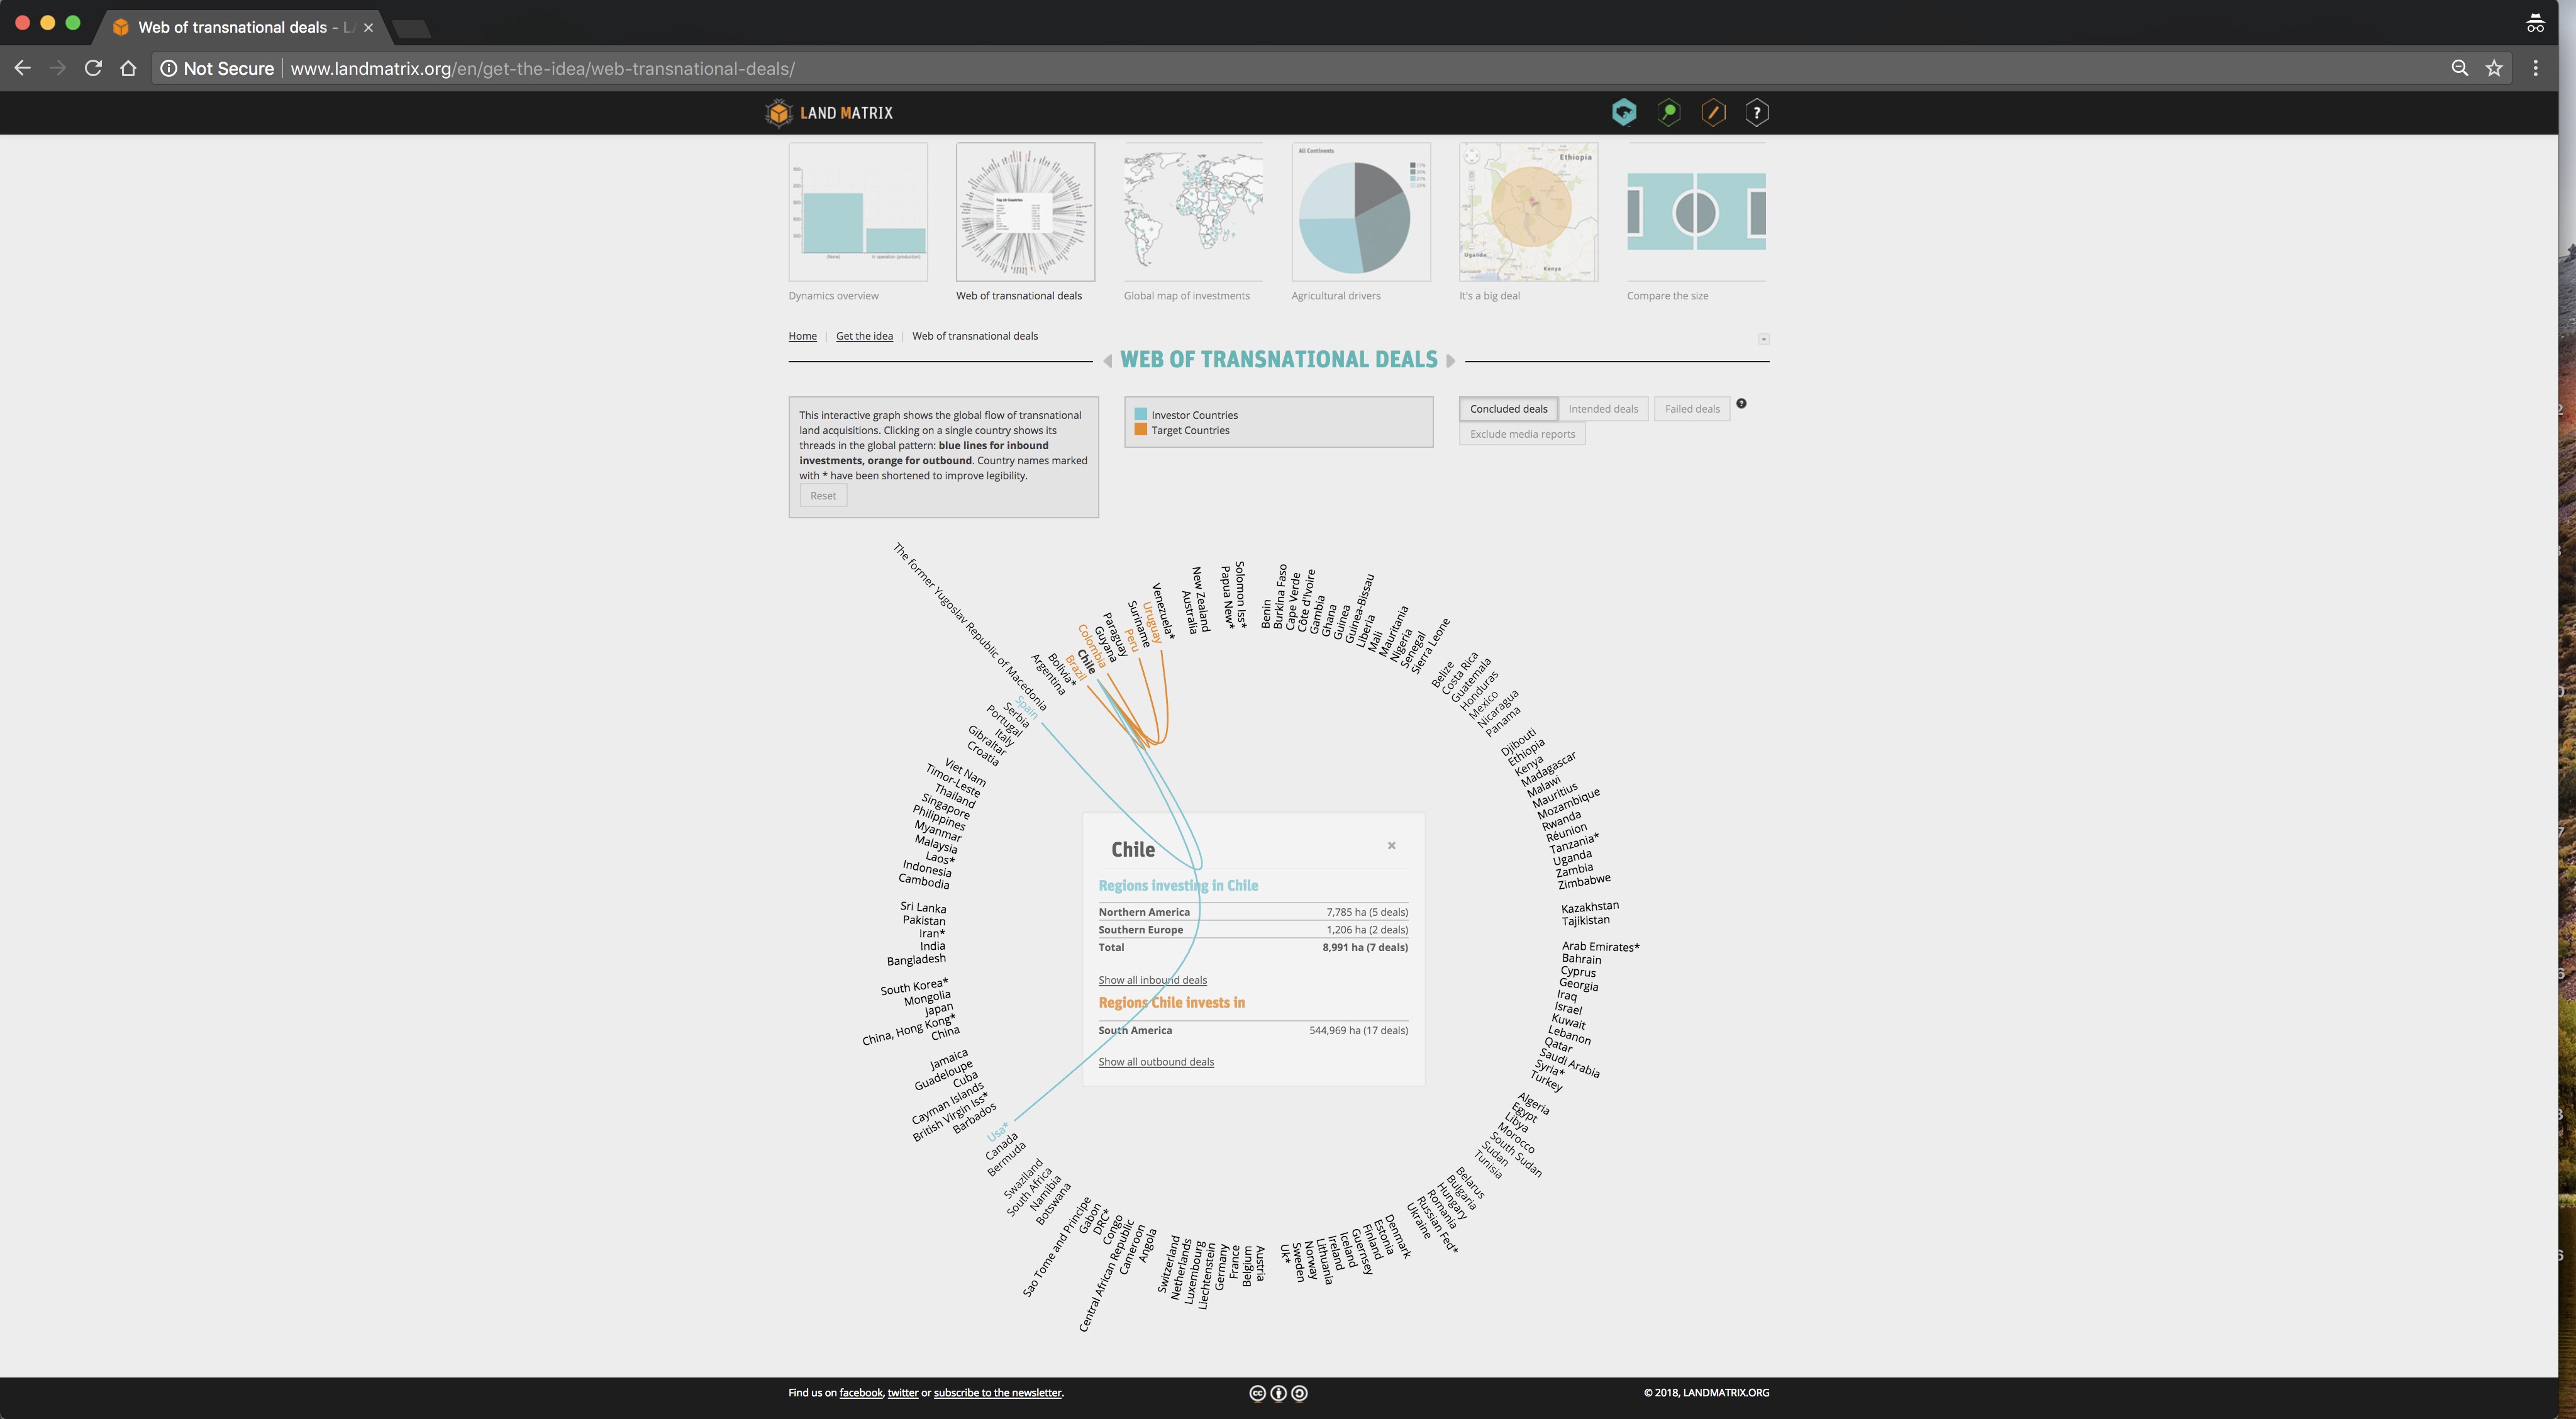 Web of transnational deals - L
Not Secure
www.landmatrix.org/en/get-the-idea/web-transnational-deals/
LAND MATRIX
?
Top 10 Countries
All Continents
Ethiopia
Uganda
Kenya
(None)
In operation (production)
Dynamics overview
Web of transnational deals
Global map of investments
Agricultural drivers
It's a big deal
Compare the size
Home | Get the idea | Web of transnational deals
WEB OF TRANSNATIONAL DEALS
This interactive graph shows the global flow of transnational
land acquisitions. Clicking on a single country shows its
threads in the global pattern: blue lines for inbound
investments, orange for outbound. Country names marked
with * have been shortened to improve legibility.
Reset
Investor Countries
Target Countries
Concluded deals
Intended deals
Failed deals
?
Exclude media reports
The former Yugoslav Republic of Macedonia
Spain
Serbia
Portugal
Italy
Gibraltar
Croatia
Viet Nam
Timor-Leste
Thailand
Singapore
Philippines
Myanmar
Malaysia
Laos*
Indonesia
Cambodia
Sri Lanka
Pakistan
Iran*
India
Bangladesh
South Korea*
Mongolia
Japan
China, Hong Kong*
China
Jamaica
Guadeloupe
Cuba
Cayman Islands
British Virgin Iss*
Barbados
Usa*
Canada
Bermuda
Swaziland
South Africa
Namibia
Botswana
Sao Tome and Principe
Gabon
DRC*
Congo
Central African Republic
Cameroon
Angola
Switzerland
Netherlands
Luxembourg
Liechtenstein
Germany
France
Belgium
Austria
Uk*
Sweden
Norway
Lithuania
Ireland
Iceland
Guernsey
Finland
Estonia
Denmark
Ukraine
Russian Fed*
Romania
Hungary
Bulgaria
Belarus
Tunisia
Sudan
South Sudan
Morocco
Libya
Egypt
Algeria
Turkey
Syria*
Saudi Arabia
Qatar
Lebanon
Kuwait
Israel
Iraq
Georgia
Cyprus
Bahrain
Arab Emirates*
Tajikistan
Kazakhstan
Zimbabwe
Zambia
Uganda
Tanzania*
Réunion
Rwanda
Mozambique
Mauritius
Malawi
Madagascar
Kenya
Ethiopia
Djibouti
Panama
Nicaragua
Mexico
Honduras
Guatemala
Costa Rica
Belize
Sierra Leone
Senegal
Nigeria
Mauritania
Mali
Liberia
Guinea-Bissau
Guinea
Ghana
Gambia
Côte d'Ivoire
Cape Verde
Burkina Faso
Benin
Solomon Iss*
Papua New*
New Zealand
Australia
Venezuela*
Uruguay
Suriname
Peru
Paraguay
Guyana
Colombia
Chile
Brazil
Bolivia*
Argentina
Chile
×
Regions investing in Chile
Northern America 7,785 ha (5 deals)
Southern Europe 1,206 ha (2 deals)
Total 8,991 ha (7 deals)
Show all inbound deals
Regions Chile invests in
South America 544,969 ha (17 deals)
Show all outbound deals
Find us on facebook, twitter or subscribe to the newsletter.
© 2018, LANDMATRIX.ORG